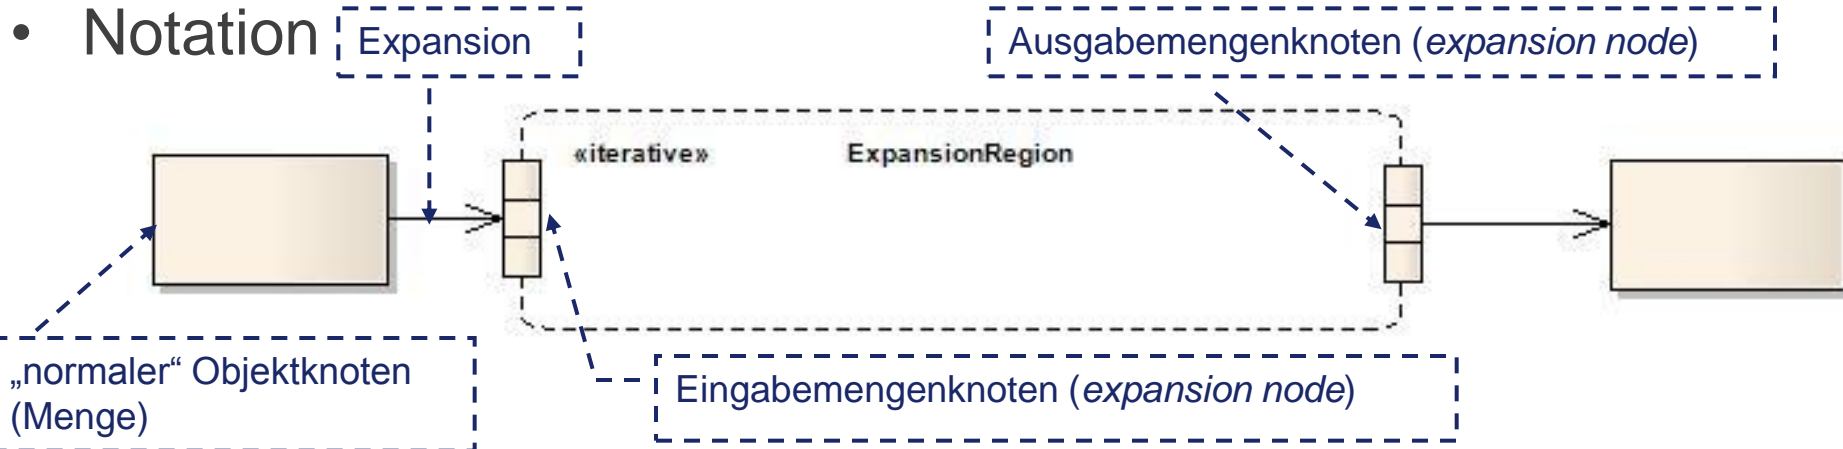 • Notation
Expansion
Ausgabemengenknoten (expansion node)
«iterative» ExpansionRegion
„normaler“ Objektknoten
(Menge)
Eingabemengenknoten (expansion node)